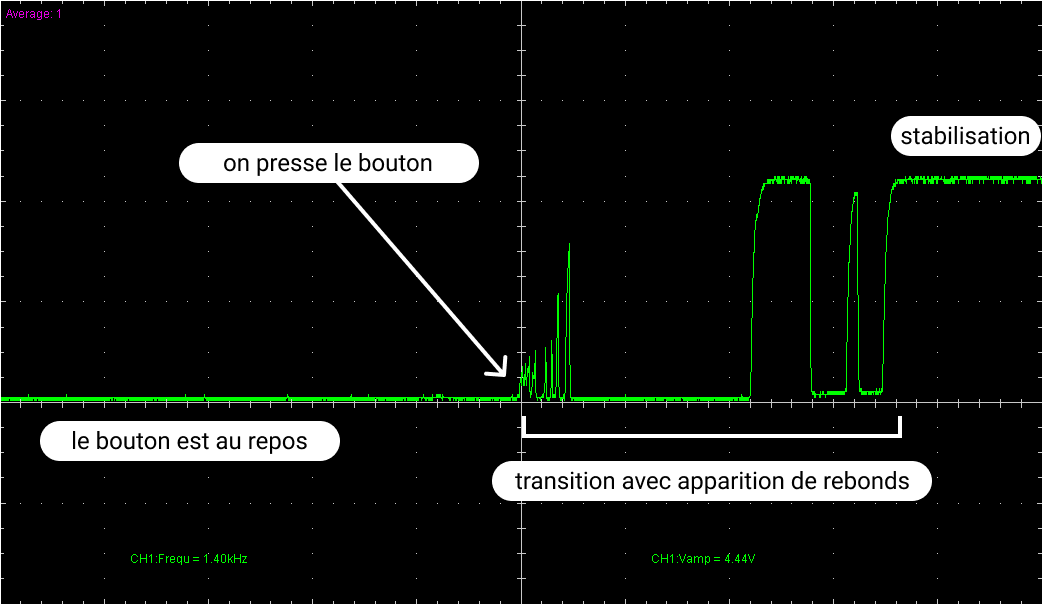 Average: 1
stabilisation
on presse le bouton
le bouton est au repos
transition avec apparition de rebonds
CH1:Frequ = 1.40kHz
CH1:Vamp = 4.44V